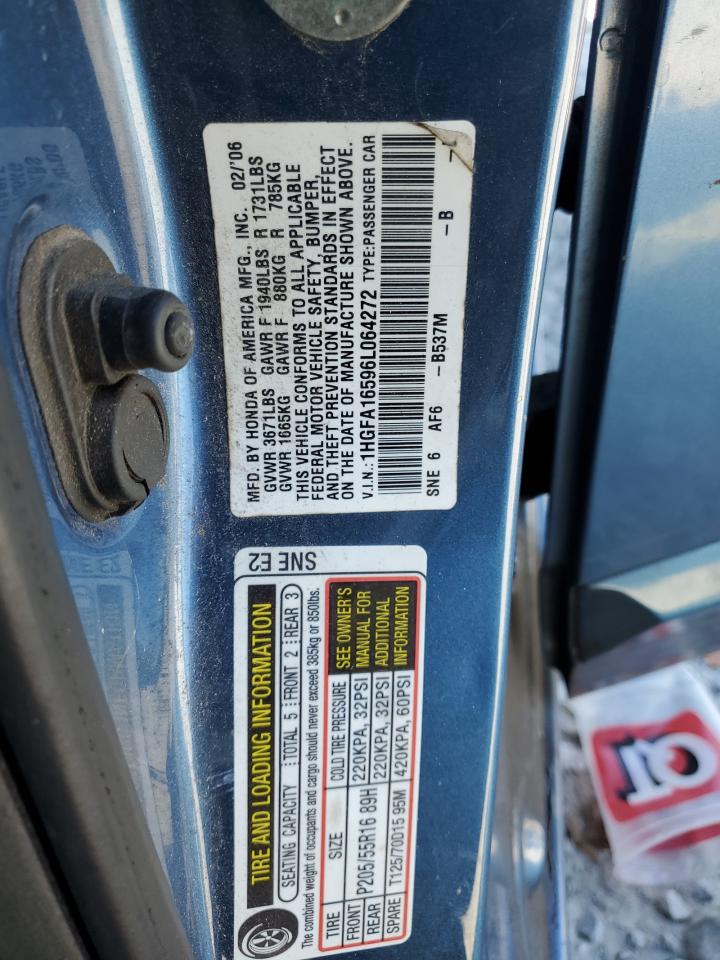 MFD. BY HONDA OF AMERICA MFG., INC. 02/'06
GVWR 3671LBS GAWR F 1940LBS R 1731LBS
GVWR 1665KG GAWR F 880KG R 785KG
THIS VEHICLE CONFORMS TO ALL APPLICABLE
FEDERAL MOTOR VEHICLE SAFETY, BUMPER,
AND THEFT PREVENTION STANDARDS IN EFFECT
ON THE DATE OF MANUFACTURE SHOWN ABOVE.
V.I.N.: 1HGFA16596L064272 TYPE:PASSENGER CAR
SNE 6 AF6 -B537M -B 7
SNE E2
TIRE AND LOADING INFORMATION
SEATING CAPACITY TOTAL 5 FRONT 2 REAR 3
The combined weight of occupants and cargo should never exceed 385kg or 850lbs.
TIRE SIZE COLD TIRE PRESSURE SEE OWNER'S
FRONT P205/55R16 89H 220KPA, 32PSI MANUAL FOR
REAR 220KPA, 32PSI ADDITIONAL
SPARE T125/70D15 95M 420KPA, 60PSI INFORMATION
QT